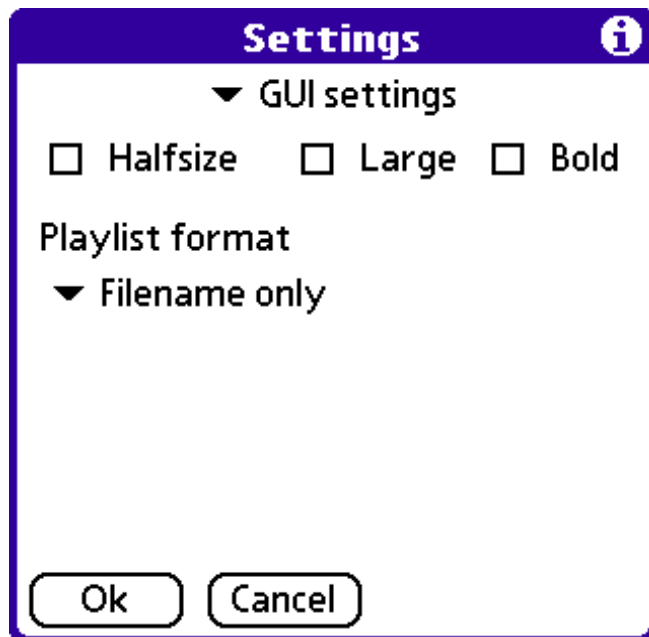 Settings i
GUI settings
Halfsize Large Bold
Playlist format
Filename only
Ok Cancel